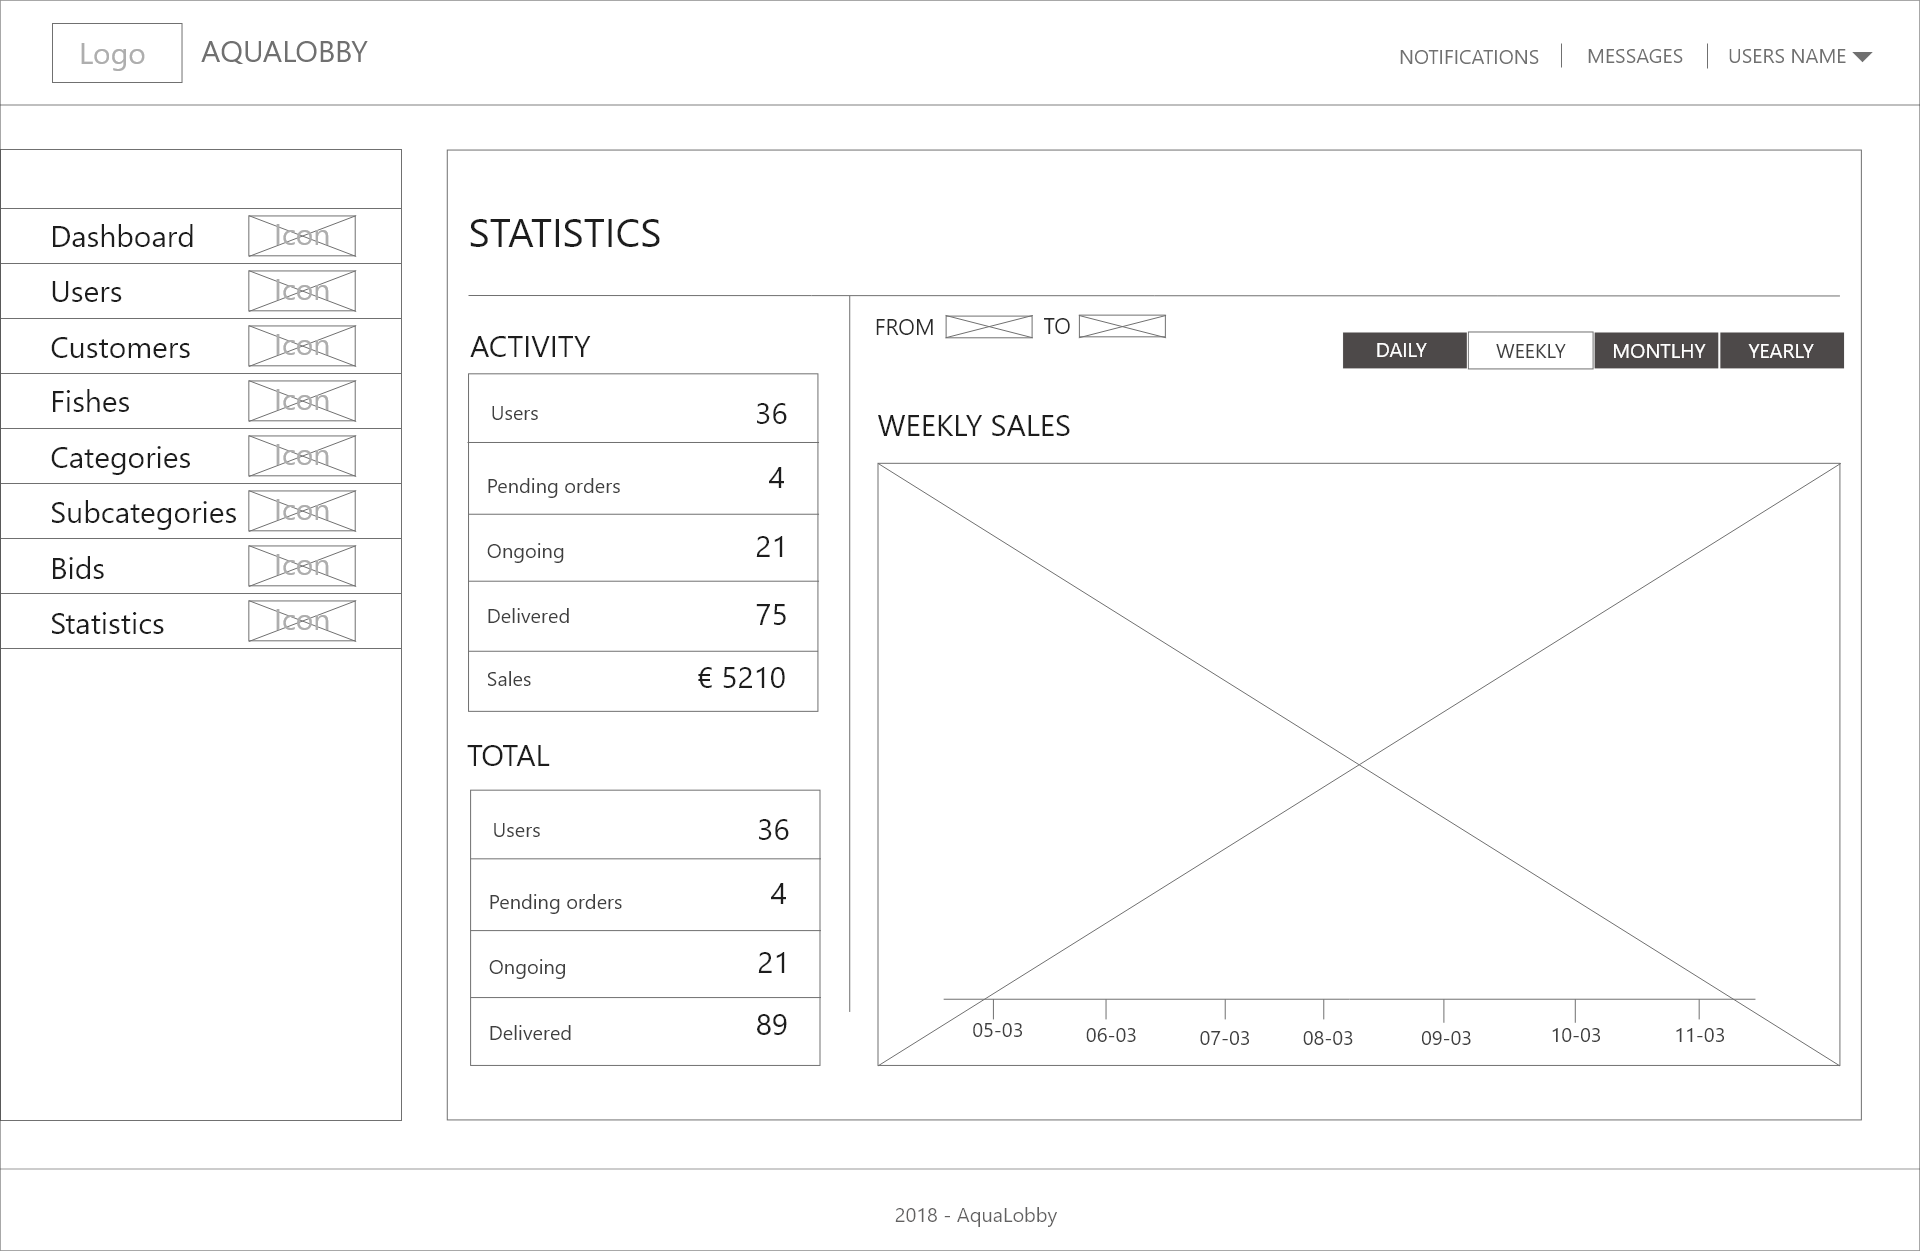 Logo
AQUALOBBY
NOTIFICATIONS
MESSAGES
USERS NAME
Dashboard Icon
Users Icon
Customers Icon
Fishes Icon
Categories Icon
Subcategories Icon
Bids Icon
Statistics Icon
STATISTICS
ACTIVITY
Users 36
Pending orders 4
Ongoing 21
Delivered 75
Sales € 5210
TOTAL
Users 36
Pending orders 4
Ongoing 21
Delivered 89
FROM TO
DAILY WEEKLY MONTLHY YEARLY
WEEKLY SALES
05-03 06-03 07-03 08-03 09-03 10-03 11-03
2018 - AquaLobby